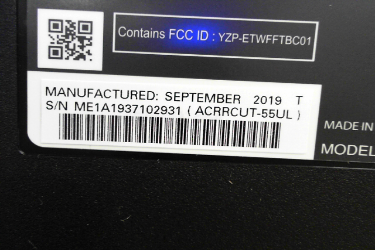 Contains FCC ID : YZP-ETWFFTBC01
MANUFACTURED: SEPTEMBER 2019 T
S/N ME1A1937102931 ( ACRRCUT-55UL )
MADE IN
MODEL